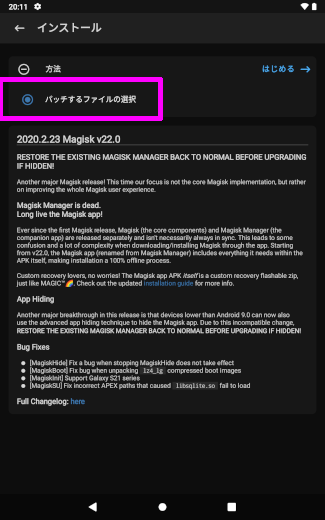 20:11
インストール
方法
はじめる →
パッチするファイルの選択
2020.2.23 Magisk v22.0
RESTORE THE EXISTING MAGISK MANAGER BACK TO NORMAL BEFORE UPGRADING
IF HIDDEN!
Another major Magisk release! This time our focus is not the core Magisk implementation, but rather
on improving the whole Magisk user experience.
Magisk Manager is dead.
Long live the Magisk app!
Ever since the first Magisk release, Magisk (the core components) and Magisk Manager (the
companion app) are released separately and isn't necessarily always in sync. This leads to some
confusion and a lot of complexity when downloading/installing Magisk through the app. Starting
from v22.0, the Magisk app (renamed from Magisk Manager) includes everything it needs within the
APK itself, making installation a 100% offline process.
Custom recovery lovers, no worries! The Magisk app APK itself is a custom recovery flashable zip,
just like MAGIC™🌈. Check out the updated installation guide for more info.
App Hiding
Another major breakthrough in this release is that devices lower than Android 9.0 can now also
use the advanced app hiding technique to hide the Magisk app. Due to this incompatible change,
RESTORE THE EXISTING MAGISK MANAGER BACK TO NORMAL BEFORE UPGRADING IF HIDDEN!
Bug Fixes
● [MagiskHide] Fix a bug when stopping MagiskHide does not take effect
● [MagiskBoot] Fix bug when unpacking lz4_lg compressed boot images
● [MagiskInit] Support Galaxy S21 series
● [MagiskSU] Fix incorrect APEX paths that caused libsqlite.so fail to load
Full Changelog: here